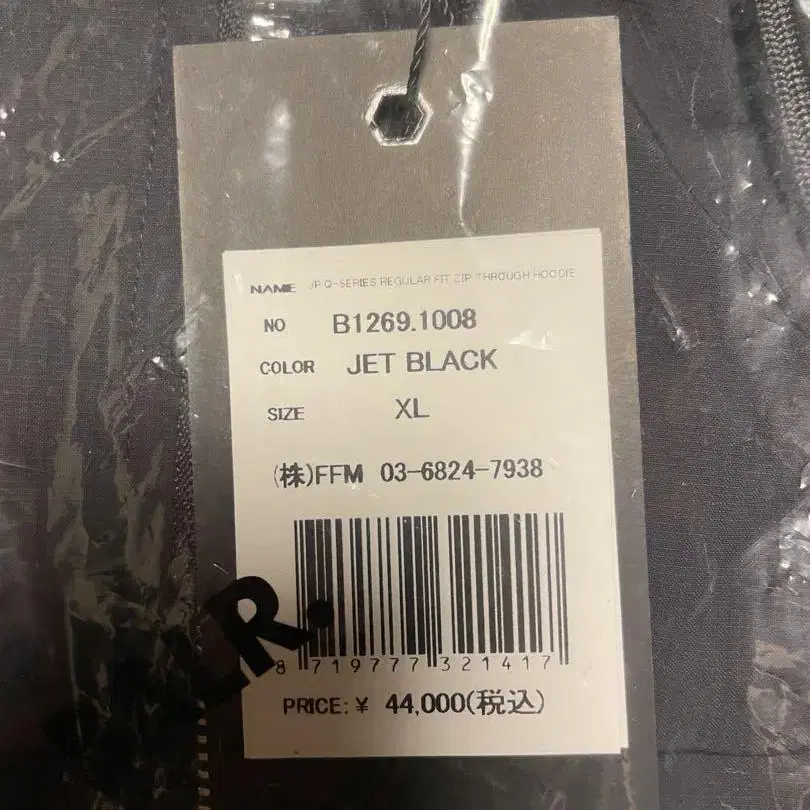 NAME JP Q-SERIES REGULAR FIT ZIP THROUGH HOODIE
NO B1269.1008
COLOR JET BLACK
SIZE XL
(株)FFM 03-6824-7938
8 719777 321417
PRICE: ¥ 44,000(税込)
ER.